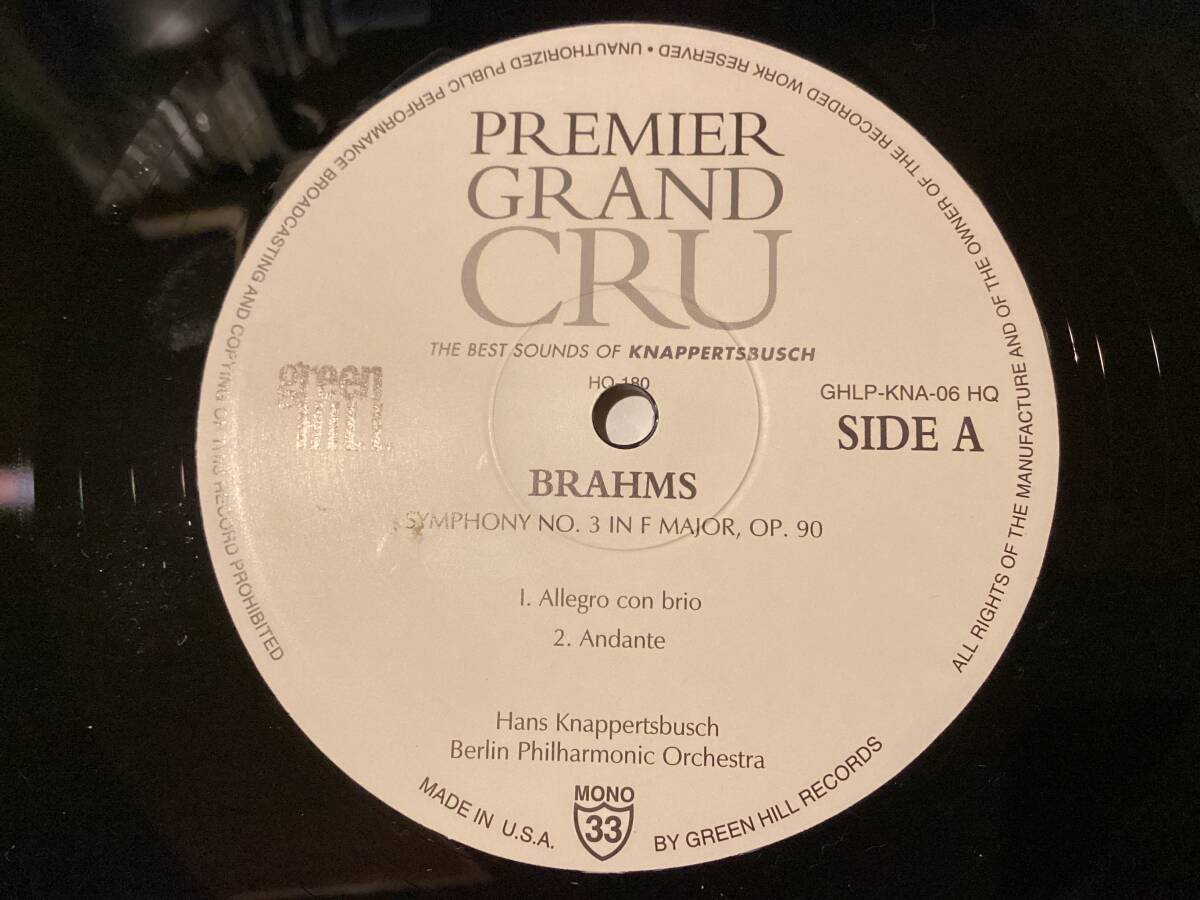 PREMIER
GRAND
CRU
THE BEST SOUNDS OF KNAPPERTSBUSCH
HQ-180
green
hill
GHLP-KNA-06 HQ
SIDE A
BRAHMS
SYMPHONY NO. 3 IN F MAJOR, OP. 90
1. Allegro con brio
2. Andante
Hans Knappertsbusch
Berlin Philharmonic Orchestra
MONO
33
MADE IN U.S.A.
BY GREEN HILL RECORDS
ALL RIGHTS OF THE MANUFACTURE AND OF THE OWNER OF THE RECORDED WORK RESERVED • UNAUTHORIZED PUBLIC PERFORMANCE BROADCASTING AND COPYING OF THIS RECORD PROHIBITED